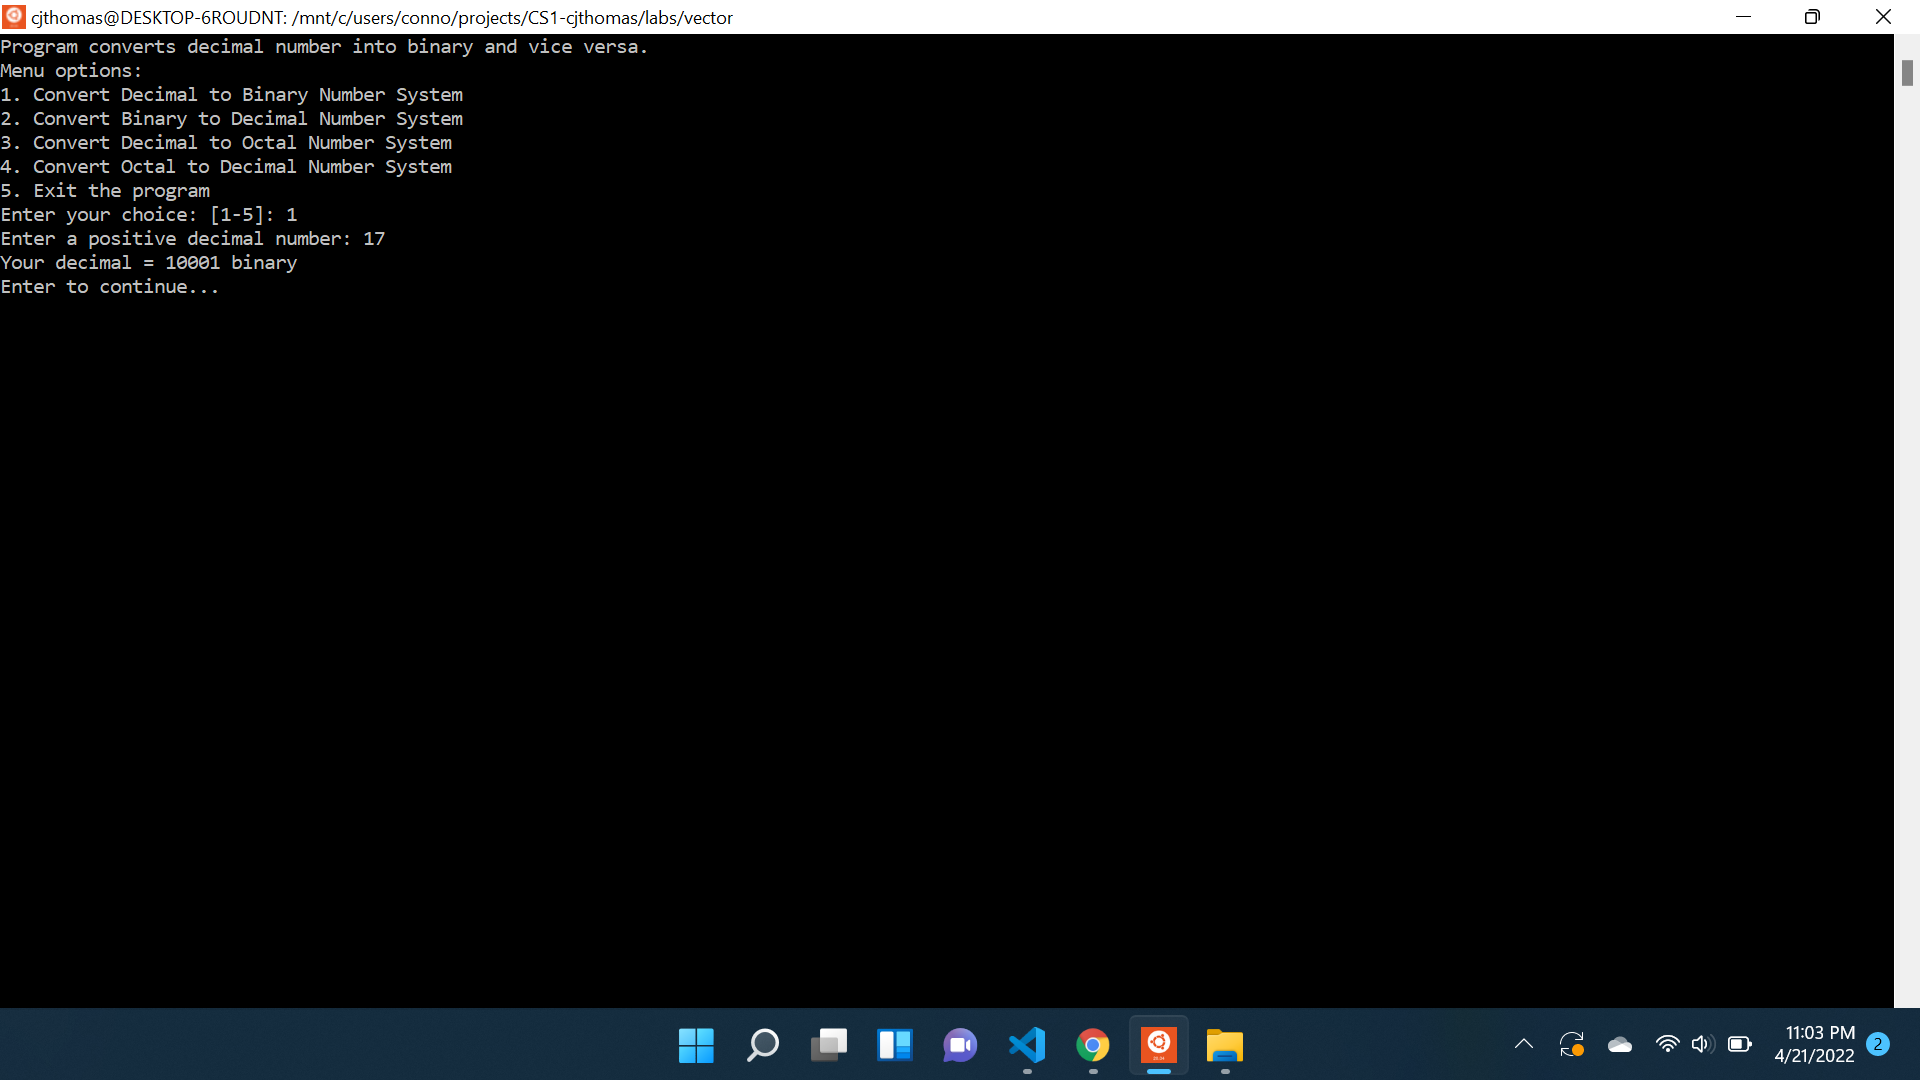 cjthomas@DESKTOP-6ROUDNT: /mnt/c/users/conno/projects/CS1-cjthomas/labs/vector
Program converts decimal number into binary and vice versa.
Menu options:
1. Convert Decimal to Binary Number System
2. Convert Binary to Decimal Number System
3. Convert Decimal to Octal Number System
4. Convert Octal to Decimal Number System
5. Exit the program
Enter your choice: [1-5]: 1
Enter a positive decimal number: 17
Your decimal = 10001 binary
Enter to continue...
11:03 PM
4/21/2022
2